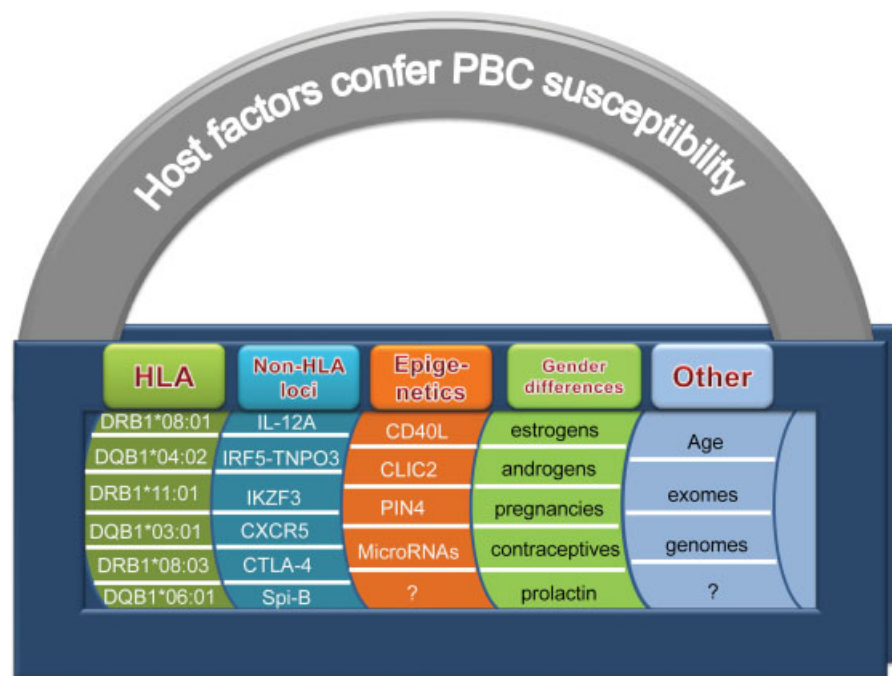 Host factors confer PBC susceptibility
HLA
DRB1*08:01
DQB1*04:02
DRB1*11:01
DQB1*03:01
DRB1*08:03
DQB1*06:01
Non-HLA
loci
IL-12A
IRF5-TNPO3
IKZF3
CXCR5
CTLA-4
Spi-B
Epige-
netics
CD40L
CLIC2
PIN4
MicroRNAs
?
Gender
differences
estrogens
androgens
pregnancies
contraceptives
prolactin
Other
Age
exomes
genomes
?